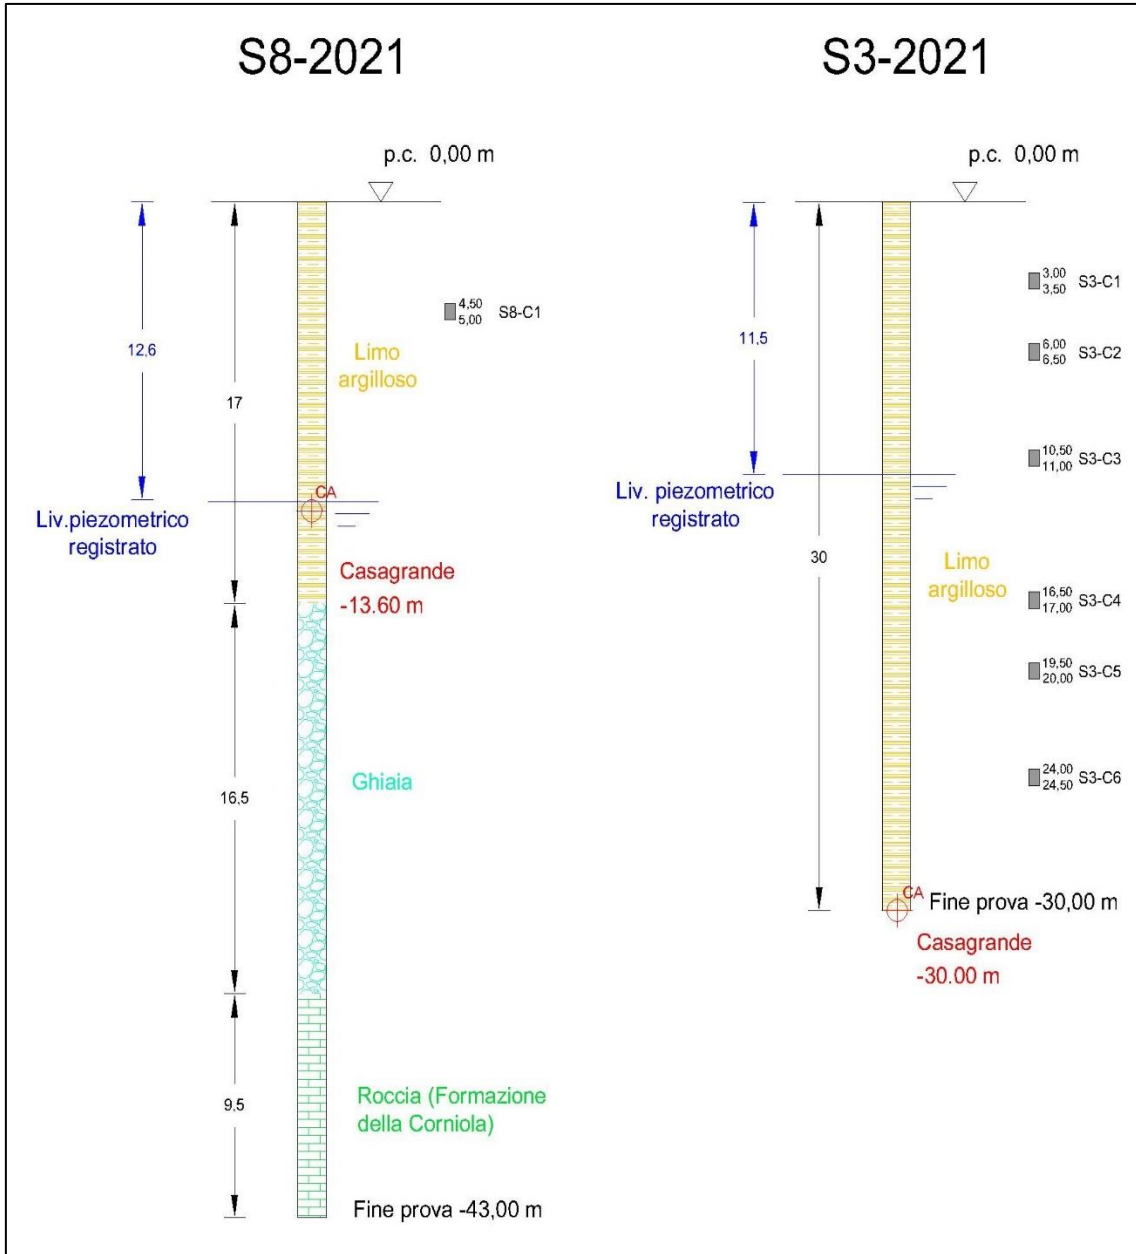 S8-2021
p.c. 0,00 m
4,50
5,00
S8-C1
12,6
Limo
argilloso
17
CA
Liv.piezometrico
registrato
Casagrande
-13.60 m
Ghiaia
16,5
Roccia (Formazione
della Corniola)
9,5
Fine prova -43,00 m
S3-2021
p.c. 0,00 m
3,00
3,50
S3-C1
11,5
6,00
6,50
S3-C2
10,50
11,00
S3-C3
Liv. piezometrico
registrato
30
Limo
argilloso
16,50
17,00
S3-C4
19,50
20,00
S3-C5
24,00
24,50
S3-C6
CA
Fine prova -30,00 m
Casagrande
-30.00 m